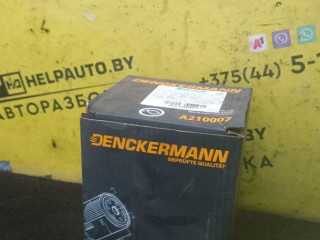 HELPAUTO.BY
АВТОРАЗБО
+375(44) 5-
DENCKERMANN
A210007
DENCKERMANN
GEPRÜFTE QUALITÄT